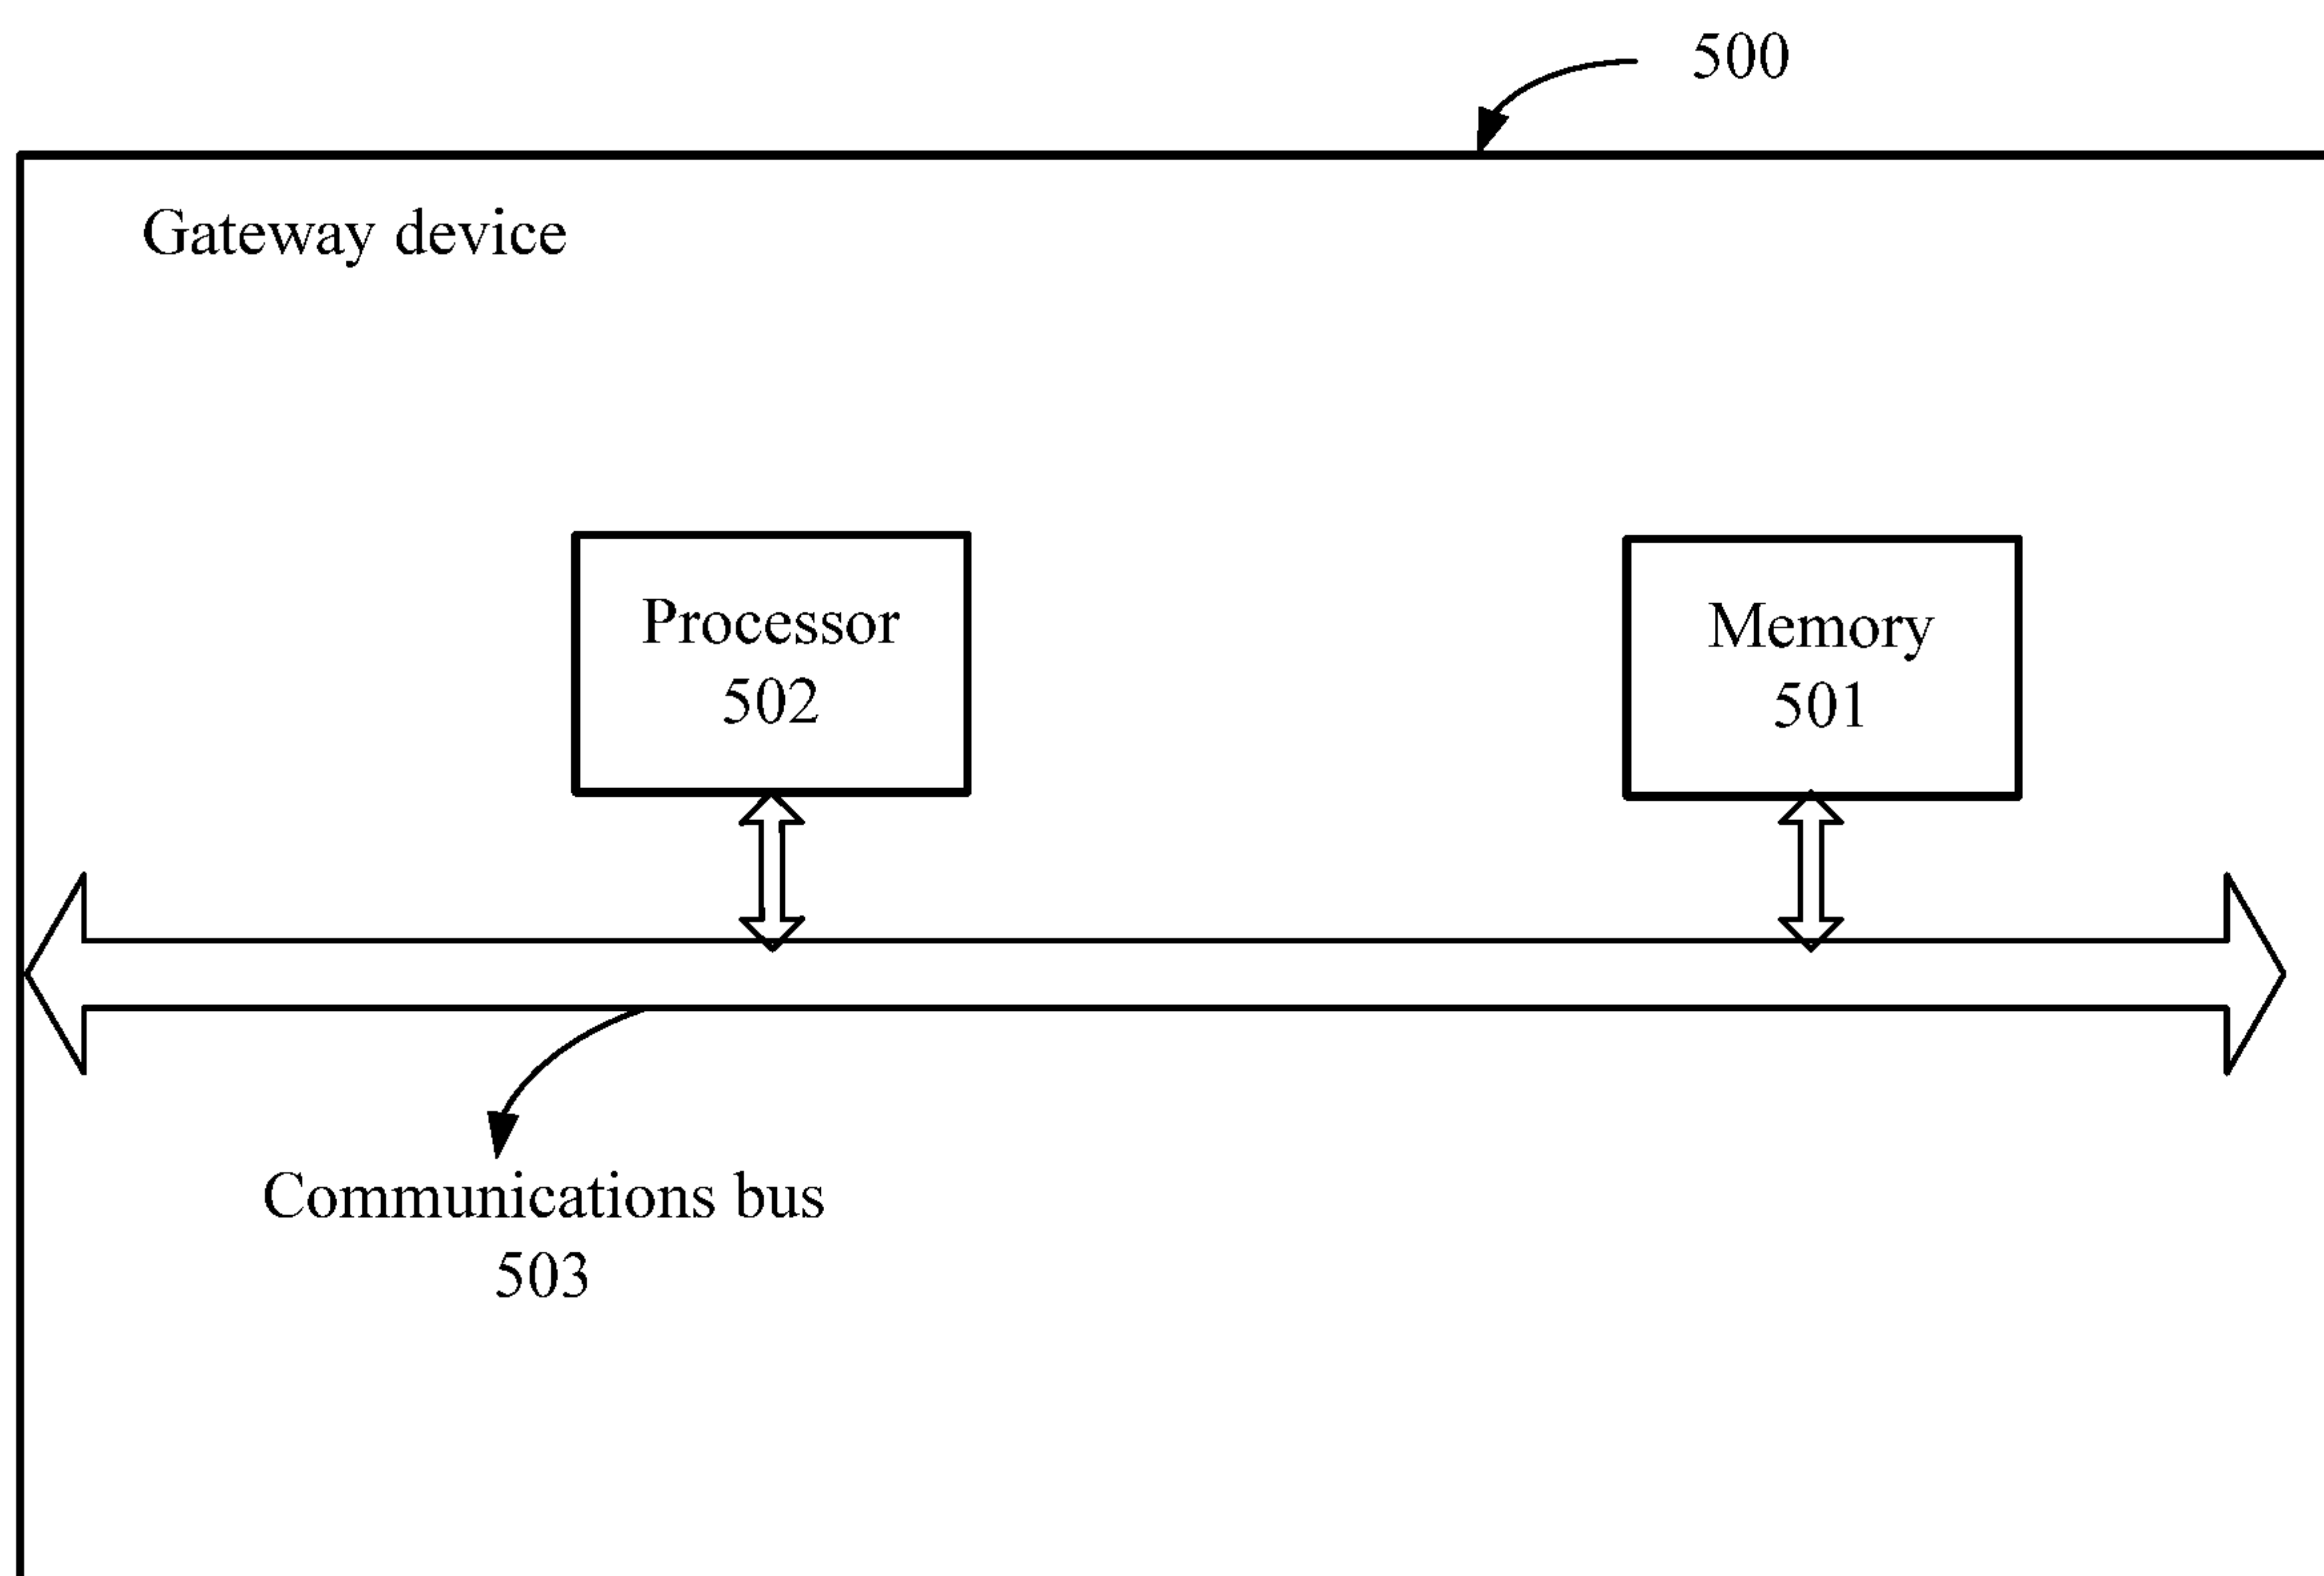 500
Gateway device
Processor
502
Memory
501
Communications bus
503